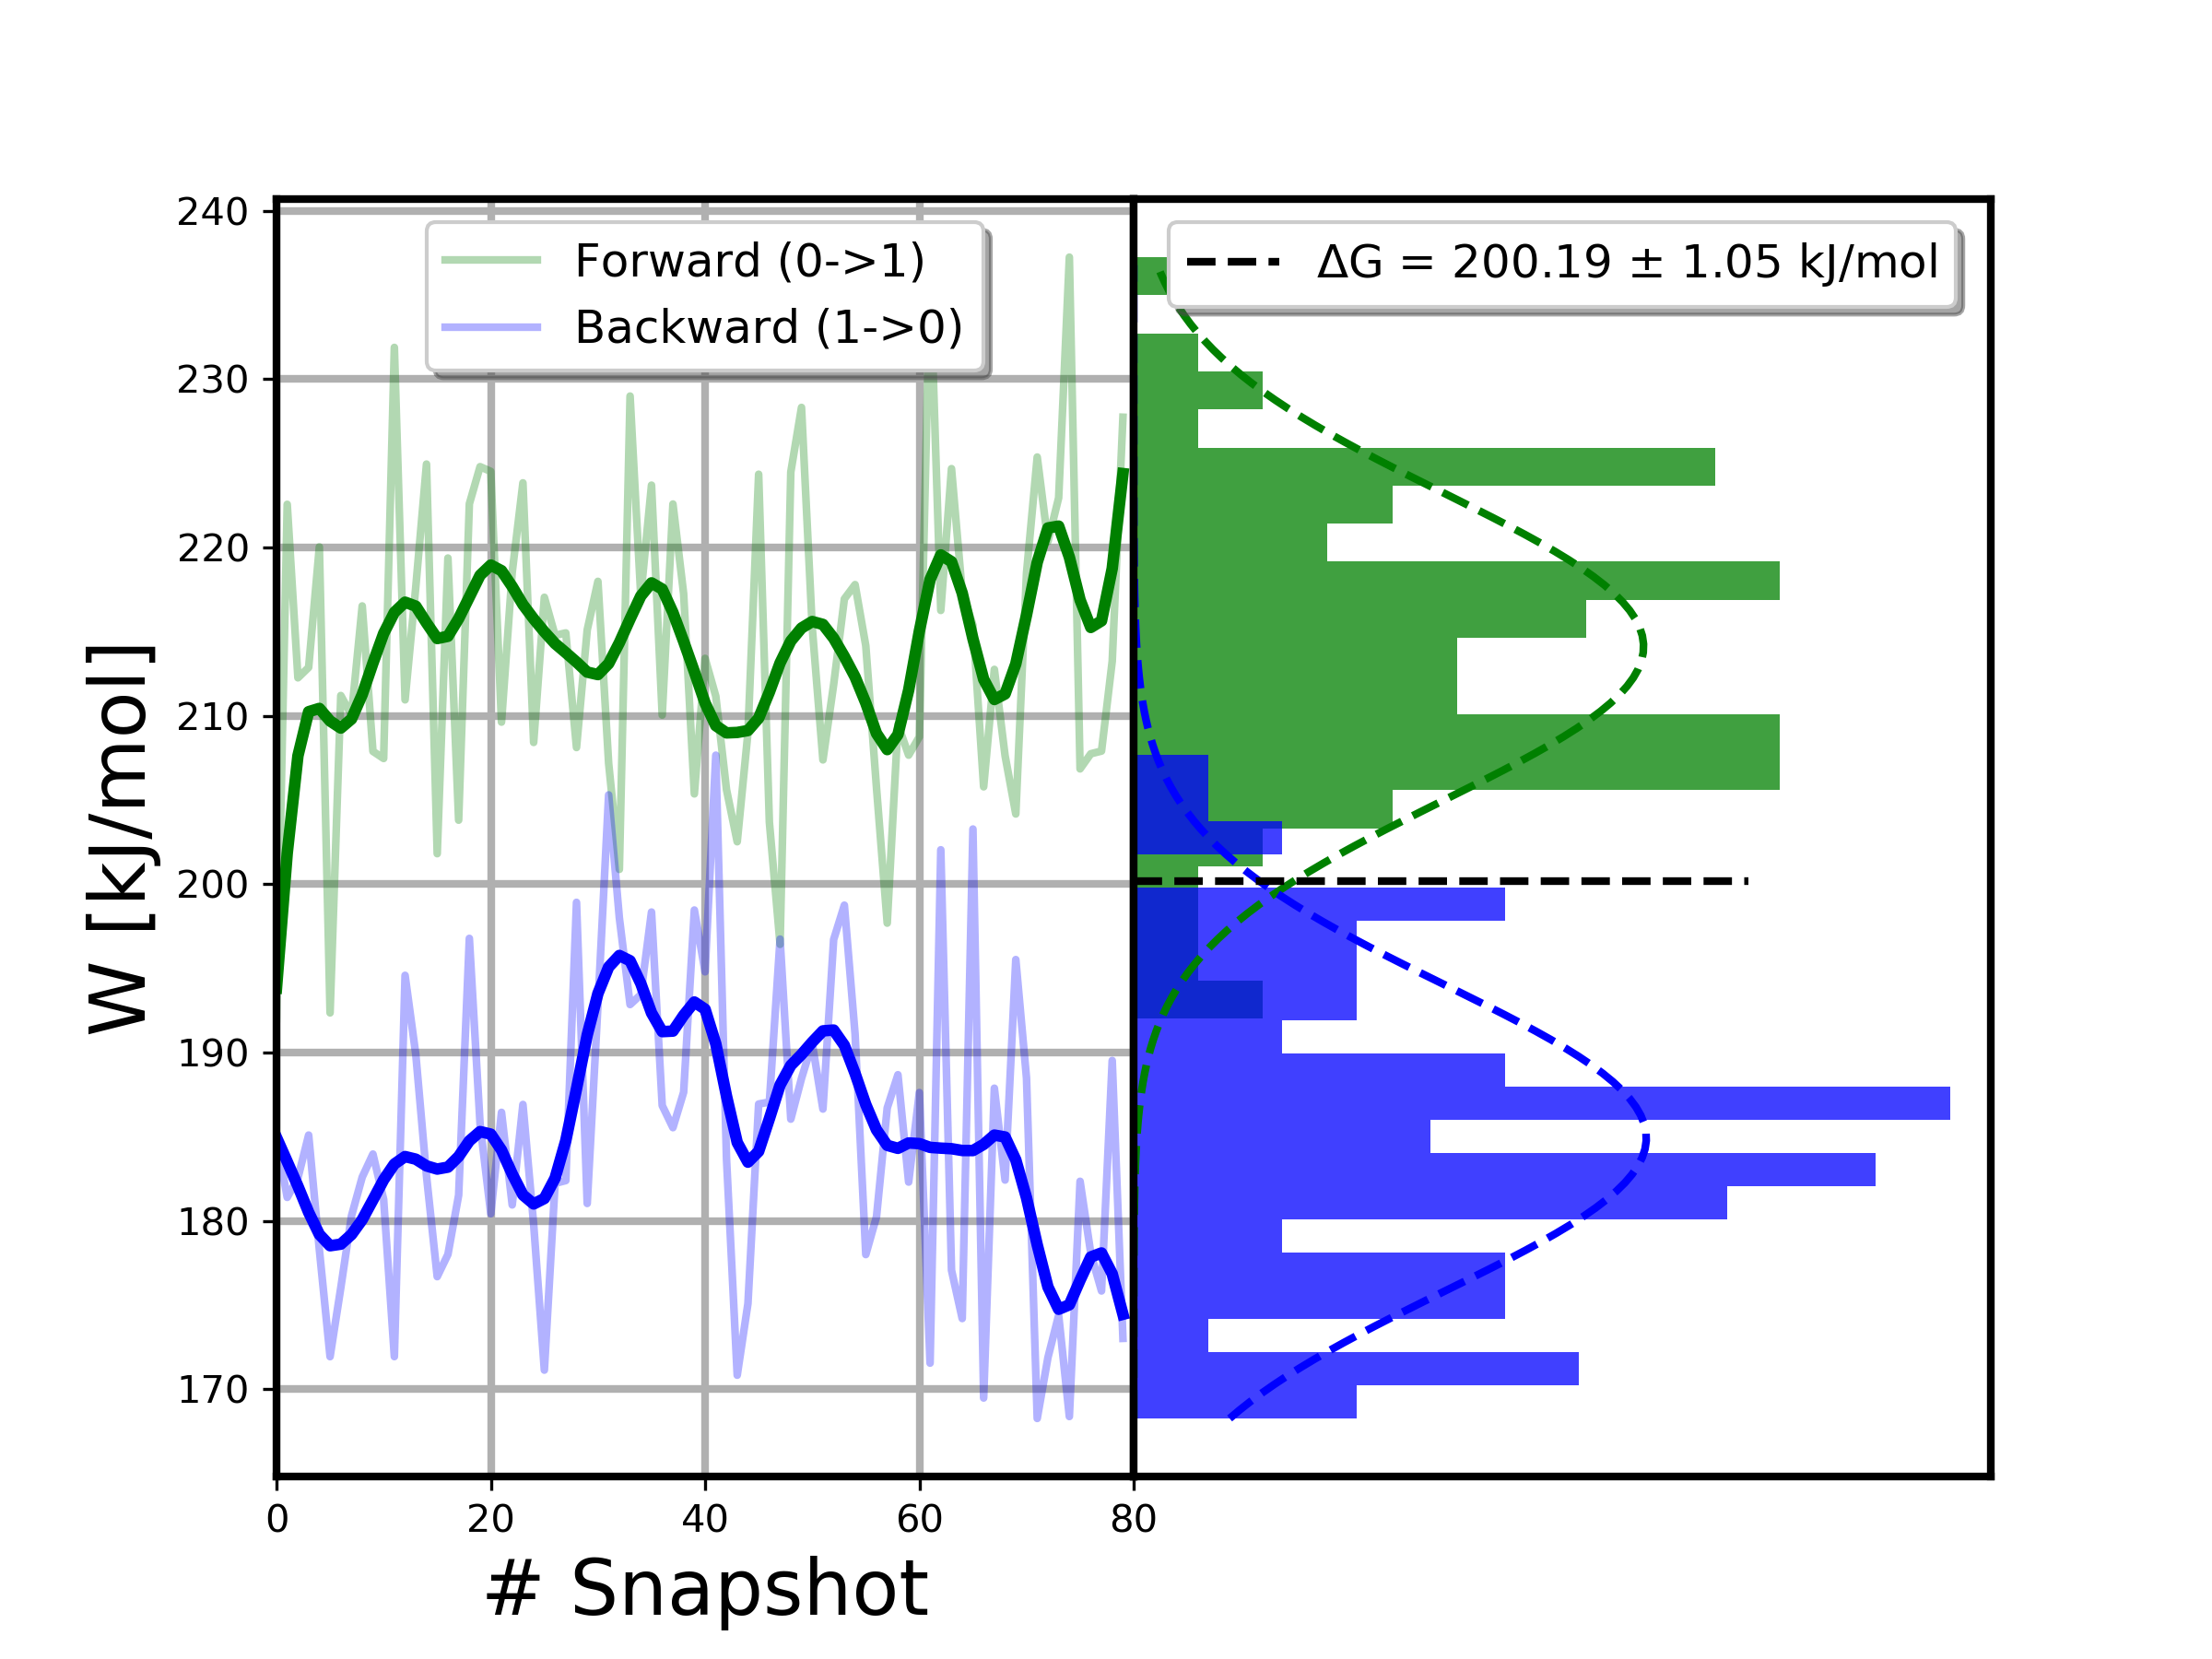 240
230
220
210
200
190
180
170
W [kJ/mol]
0
20
40
60
80
# Snapshot
Forward (0->1)
Backward (1->0)
ΔG = 200.19 ± 1.05 kJ/mol